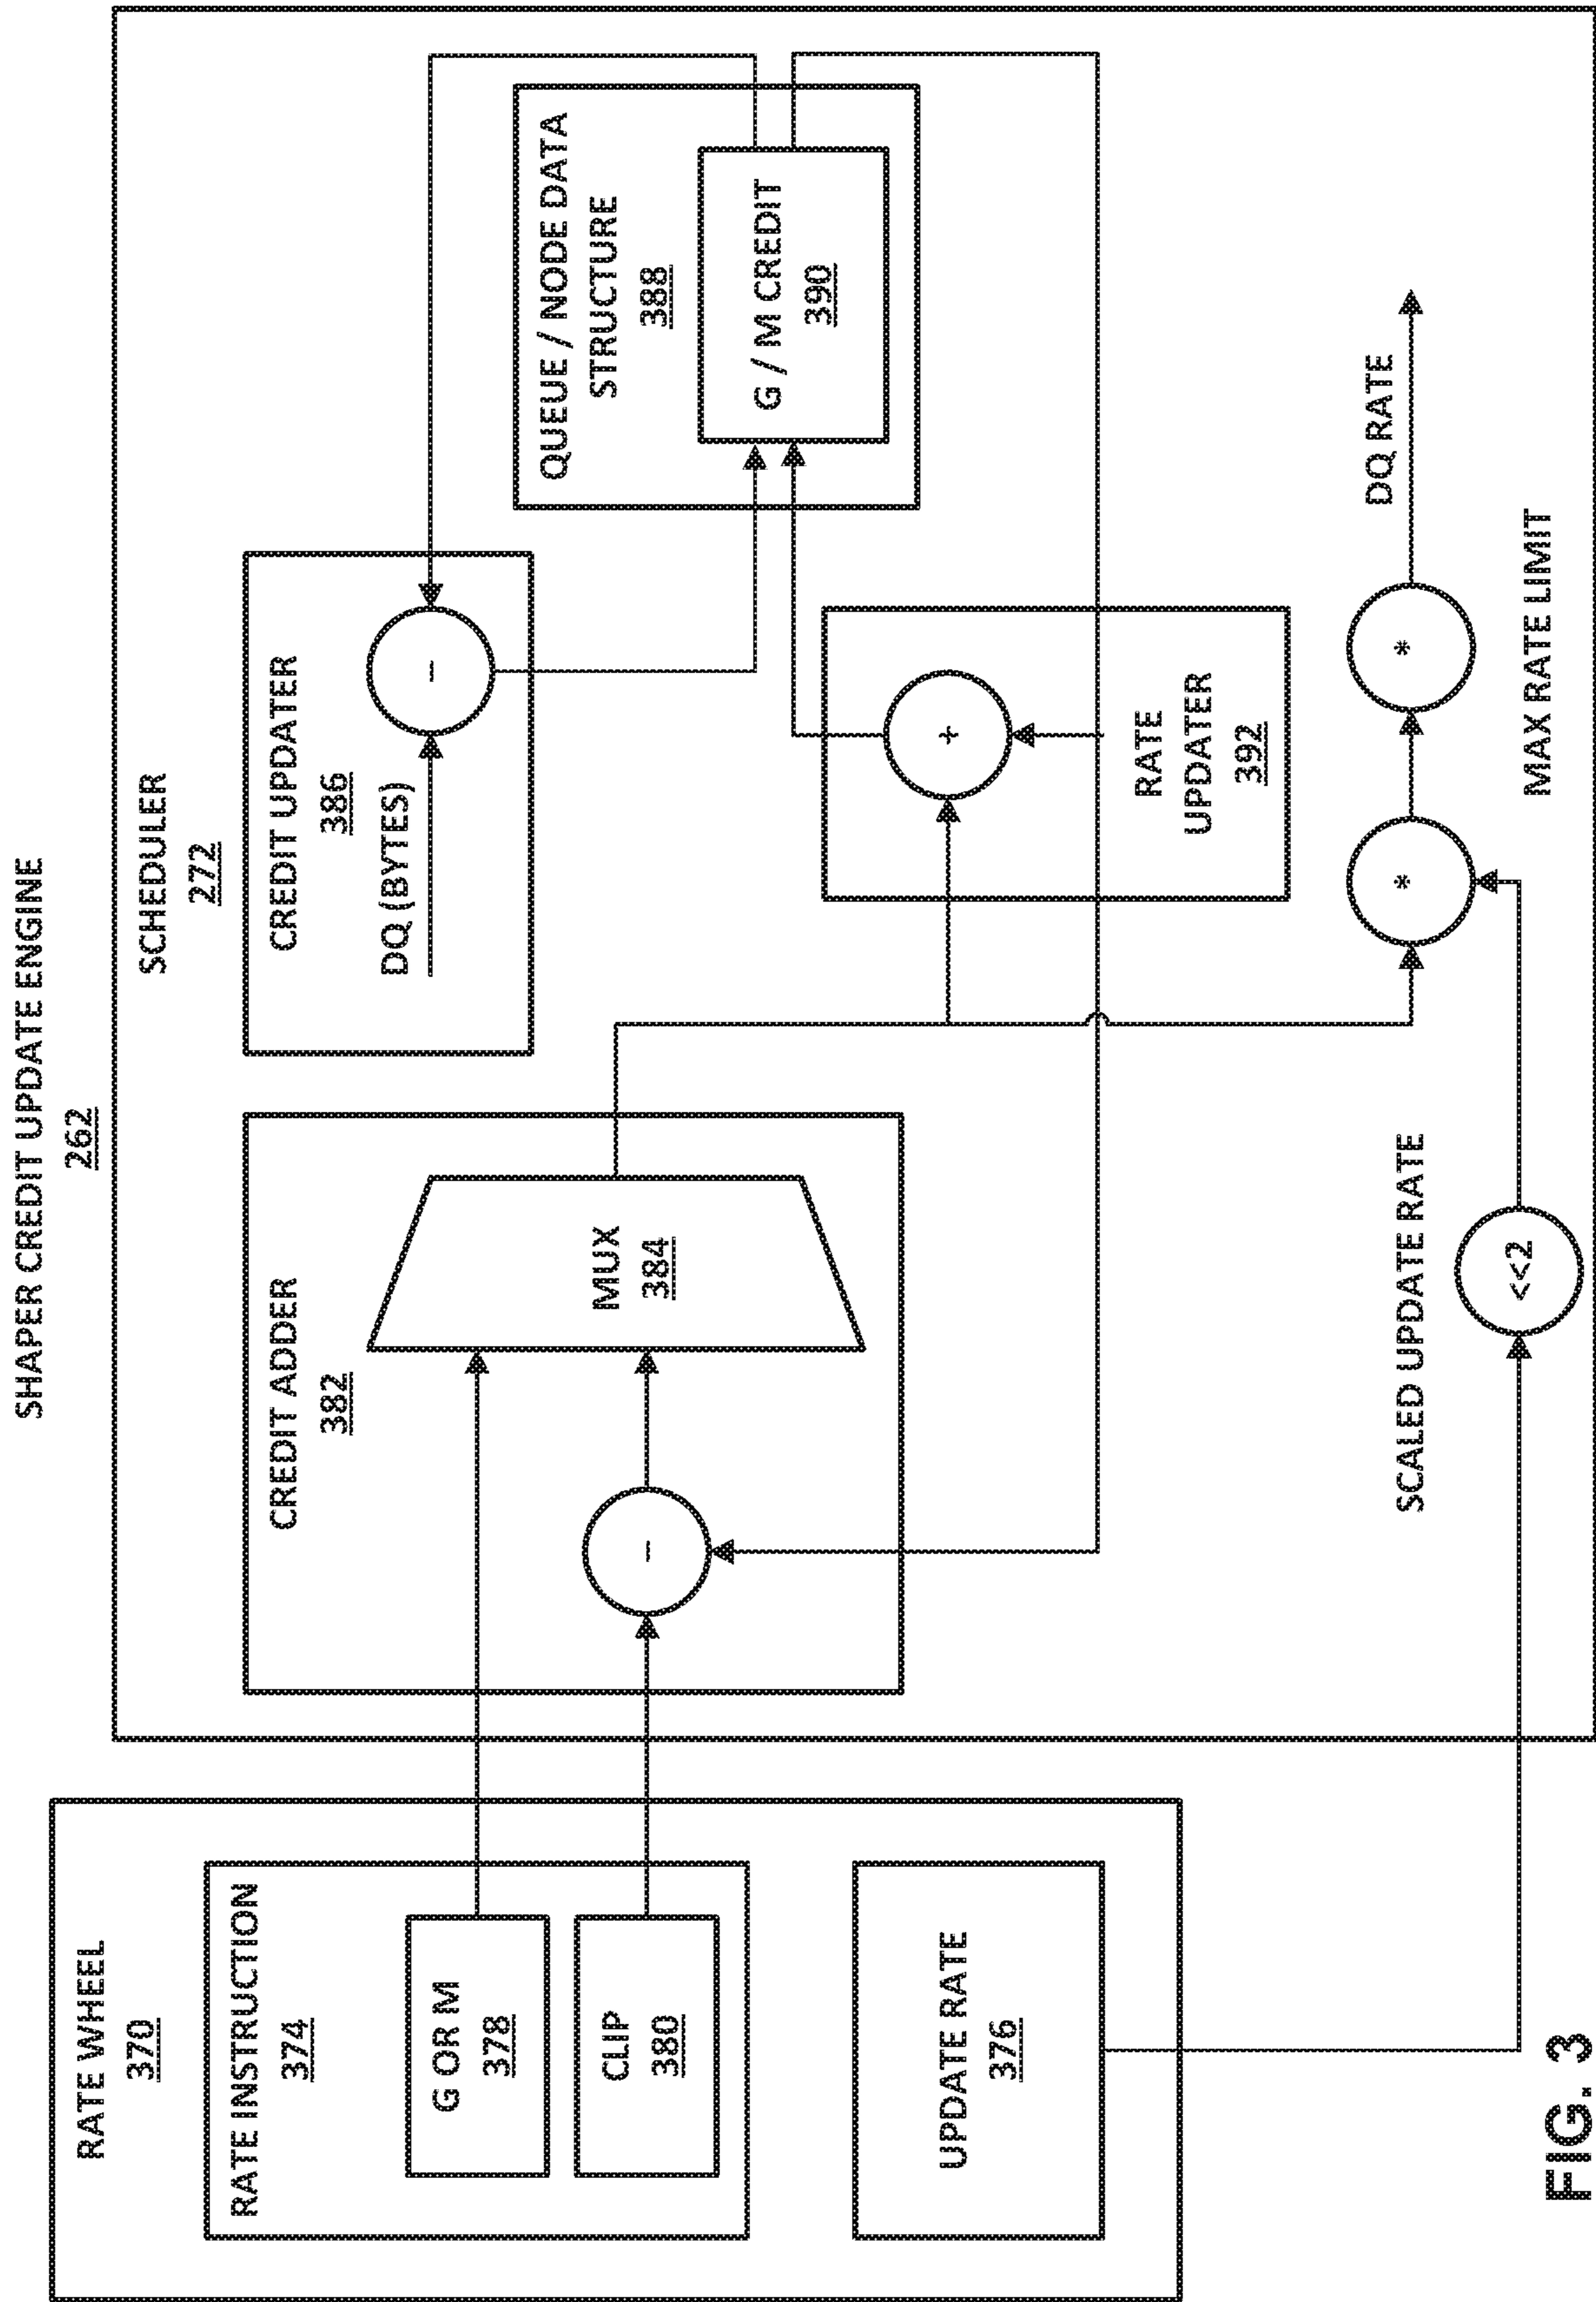 SHAPER CREDIT UPDATE ENGINE
262
RATE WHEEL
370
RATE INSTRUCTION
374
G OR M
378
CLIP
380
UPDATE RATE
376
SCHEDULER
272
CREDIT ADDER
382
MUX
384
-
CREDIT UPDATER
386
DQ (BYTES)
-
QUEUE / NODE DATA
STRUCTURE
388
G / M CREDIT
390
+
RATE
UPDATER
392
SCALED UPDATE RATE
<<2
*
*
DQ RATE
MAX RATE LIMIT
FIG. 3